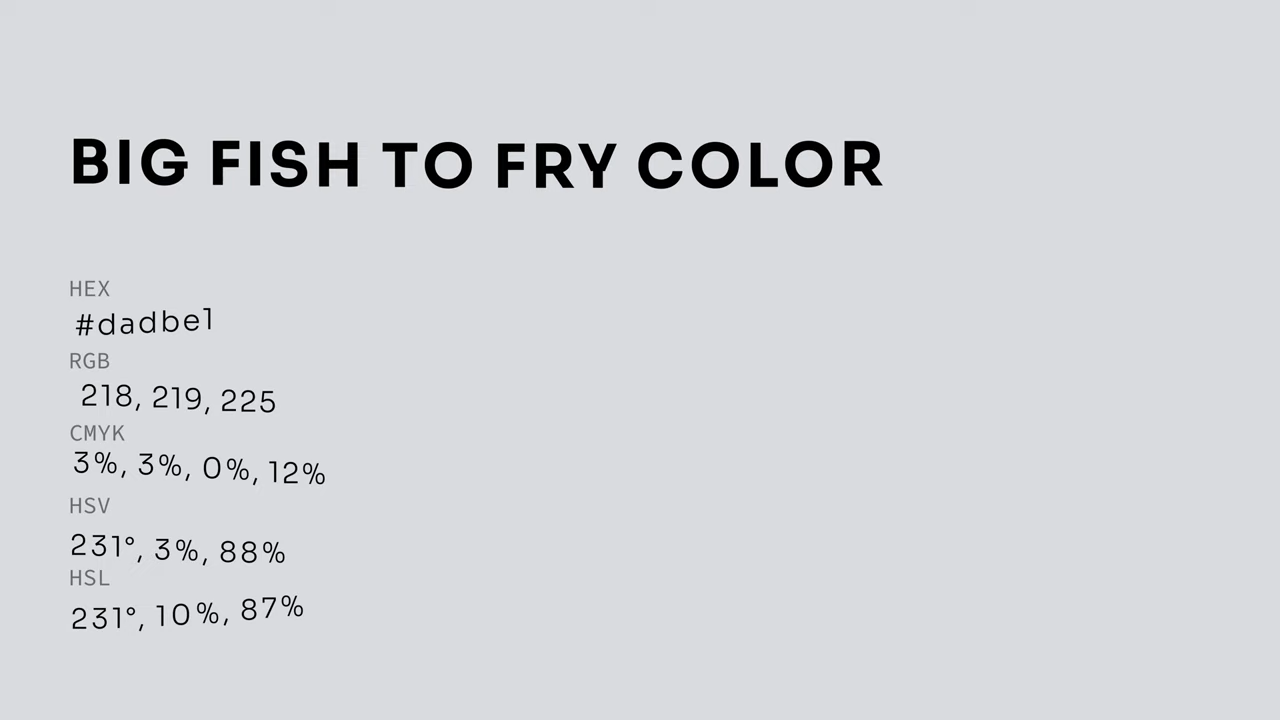 BIG FISH TO FRY COLOR
HEX
#dadbe1
RGB
218, 219, 225
CMYK
3%, 3%, 0%, 12%
HSV
231°, 3%, 88%
HSL
231°, 10%, 87%